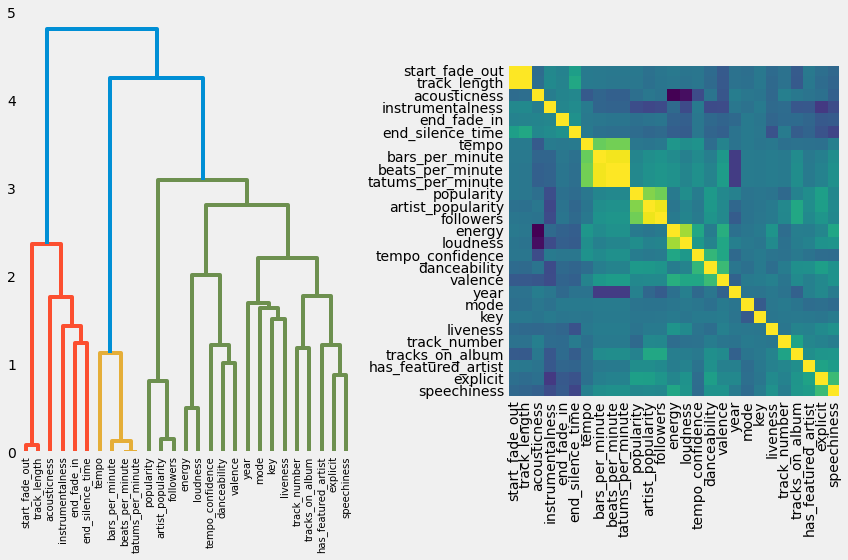 5
4
3
2
1
0
start_fade_out
track_length
acousticness
instrumentalness
end_fade_in
end_silence_time
tempo
bars_per_minute
beats_per_minute
tatums_per_minute
popularity
artist_popularity
followers
energy
loudness
tempo_confidence
danceability
valence
year
mode
key
liveness
track_number
tracks_on_album
has_featured_artist
explicit
speechiness
start_fade_out
track_length
acousticness
instrumentalness
end_fade_in
end_silence_time
tempo
bars_per_minute
beats_per_minute
tatums_per_minute
popularity
artist_popularity
followers
energy
loudness
tempo_confidence
danceability
valence
year
mode
key
liveness
track_number
tracks_on_album
has_featured_artist
explicit
speechiness
start_fade_out
track_length
acousticness
instrumentalness
end_fade_in
end_silence_time
tempo
bars_per_minute
beats_per_minute
tatums_per_minute
popularity
artist_popularity
followers
energy
loudness
tempo_confidence
danceability
valence
year
mode
key
liveness
track_number
tracks_on_album
has_featured_artist
explicit
speechiness